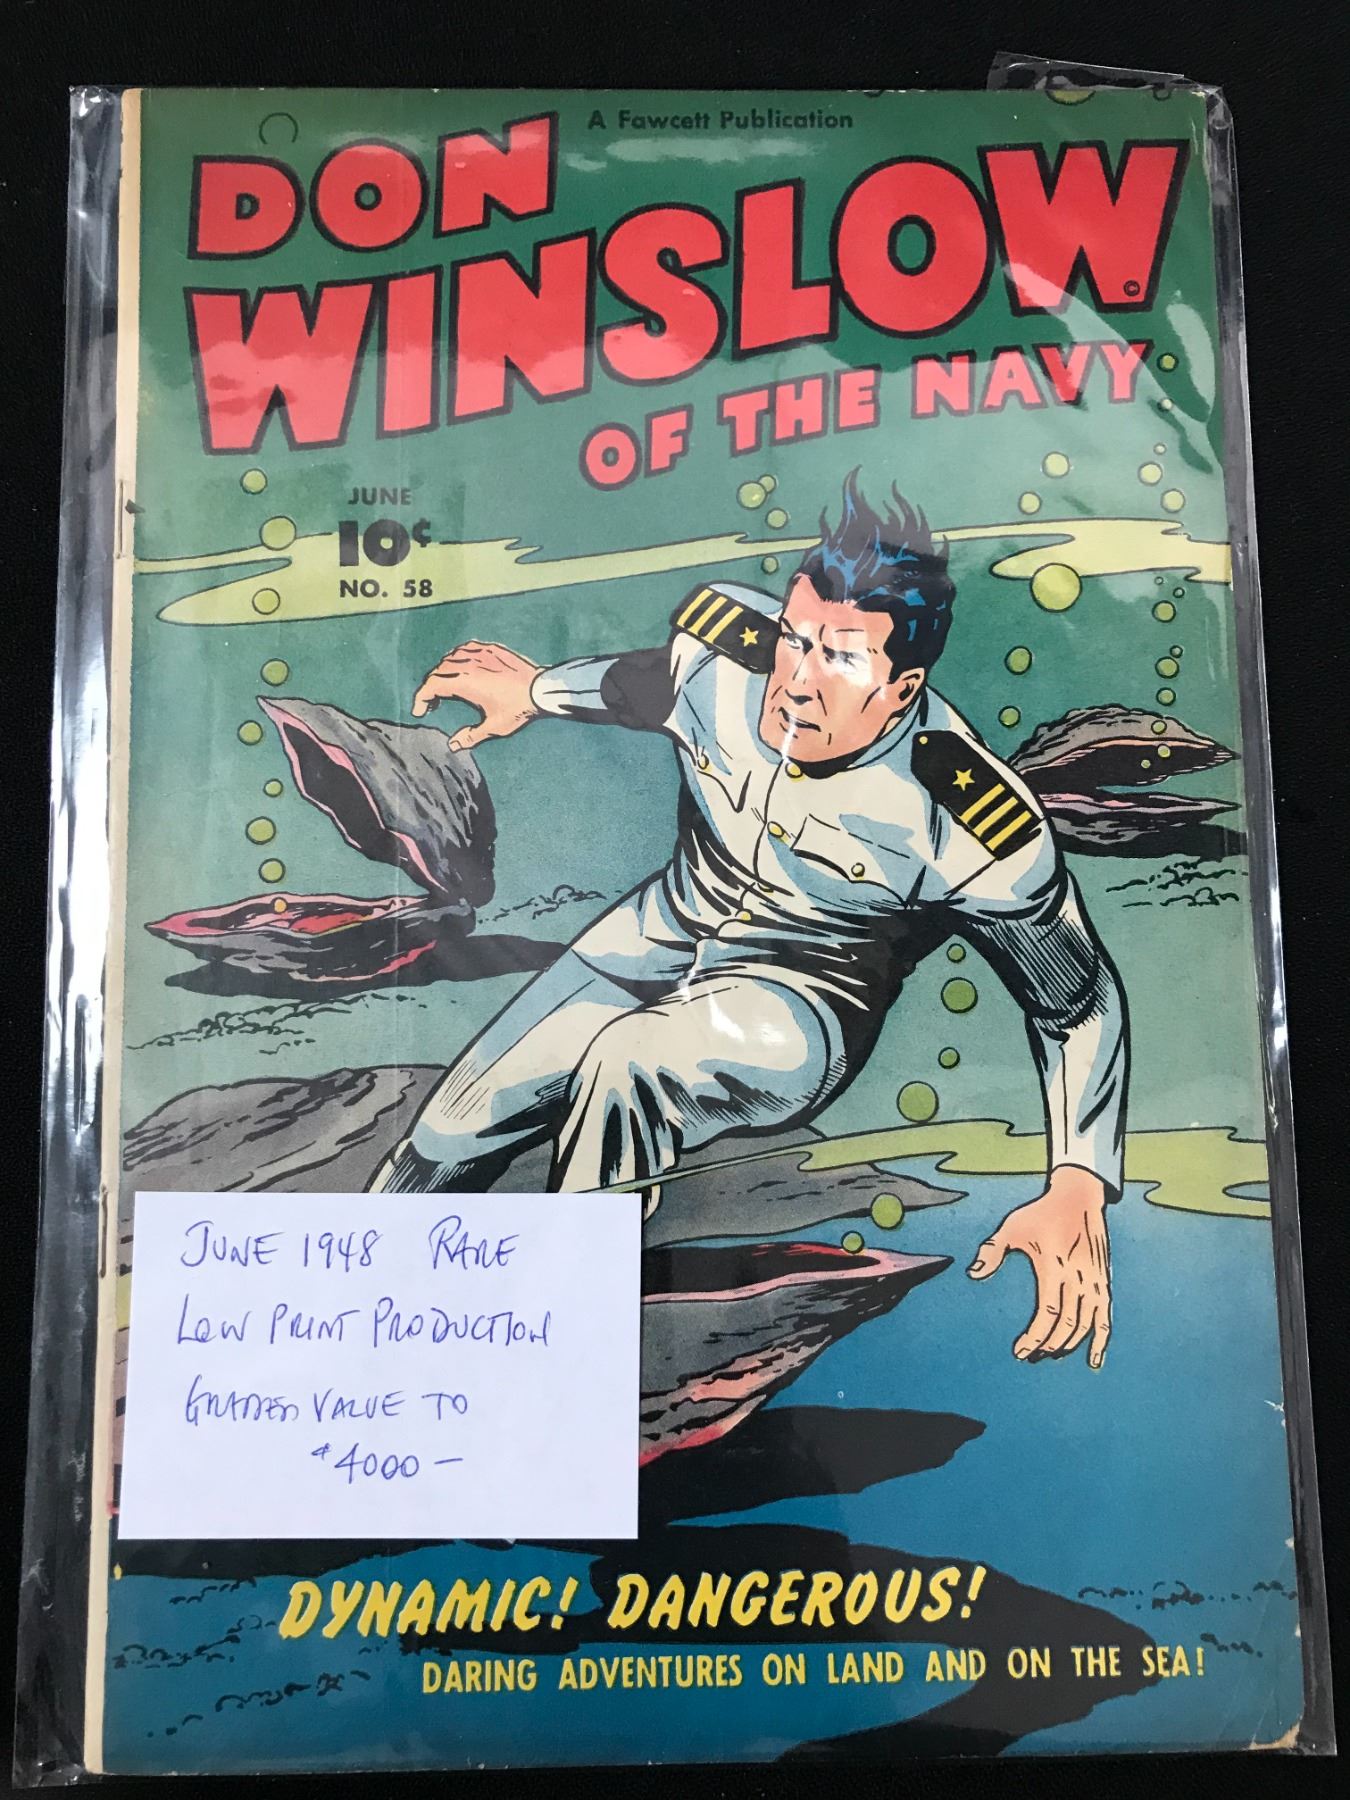 A Fawcett Publication
DON
WINSLOW
©
OF THE NAVY
JUNE
10¢
NO. 58
JUNE 1948 RARE
LOW PRINT PRODUCTION
GRADED VALUE TO
$4000-
DYNAMIC! DANGEROUS!
DARING ADVENTURES ON LAND AND ON THE SEA!